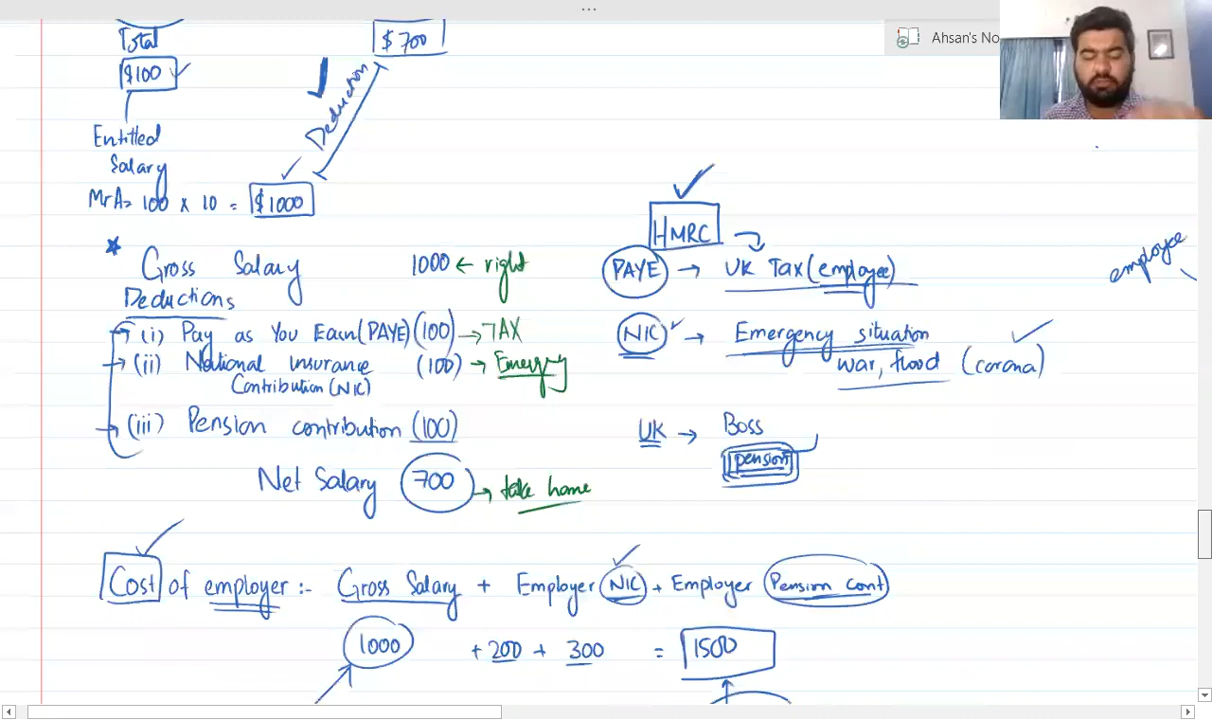 Total
$100
$700
Ahsan's No
Deduction
Entitled
Salary
Mr A = 100 x 10 = $1000
HMRC
Gross Salary 1000 ← right
PAYE → UK Tax (employee)
employee
Deductions
(i) Pay as You Earn (PAYE) (100) → TAX
NIC → Emergency situation
war, flood (corona)
(ii) National Insurance (100) →
Contribution (NIC)
(iii) Pension contribution (100)
UK → Boss
pension
Net Salary 700 → take home
Cost of employer :- Gross Salary + Employer NIC + Employer Pension cont
1000 + 200 + 300 = 1500